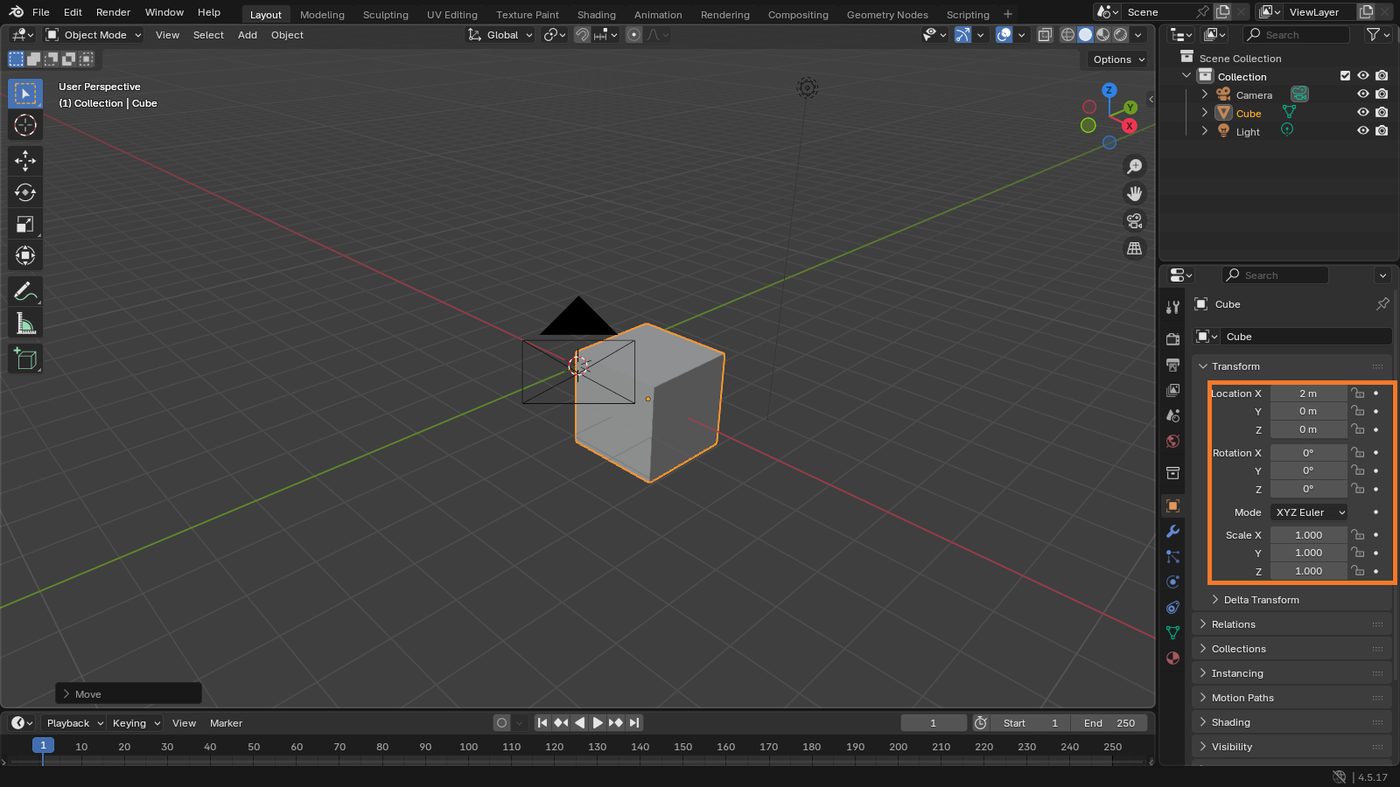 File Edit Render Window Help Layout Modeling Sculpting UV Editing Texture Paint Shading Animation Rendering Compositing Geometry Nodes Scripting + Scene ViewLayer
Object Mode View Select Add Object Global Search
Options
User Perspective
(1) Collection | Cube
Z
Y
X
Scene Collection
Collection
Camera
Cube
Light
Search
Cube
Cube
Transform
Location X 2 m
Y 0 m
Z 0 m
Rotation X 0°
Y 0°
Z 0°
Mode XYZ Euler
Scale X 1.000
Y 1.000
Z 1.000
Delta Transform
Relations
Collections
Instancing
Motion Paths
Shading
Visibility
Move
Playback Keying View Marker 1 Start 1 End 250
1 10 20 30 40 50 60 70 80 90 100 110 120 130 140 150 160 170 180 190 200 210 220 230 240 250
4.5.17